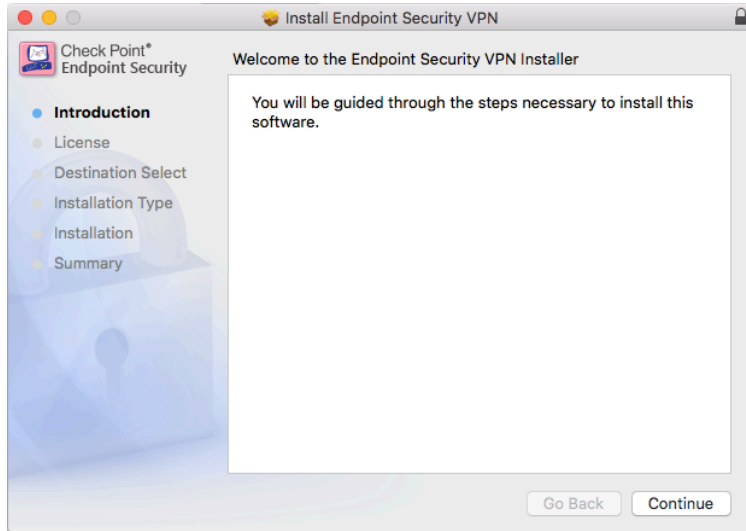 Install Endpoint Security VPN
Check Point®
Endpoint Security
Welcome to the Endpoint Security VPN Installer
Introduction
License
Destination Select
Installation Type
Installation
Summary
You will be guided through the steps necessary to install this
software.
Go Back
Continue